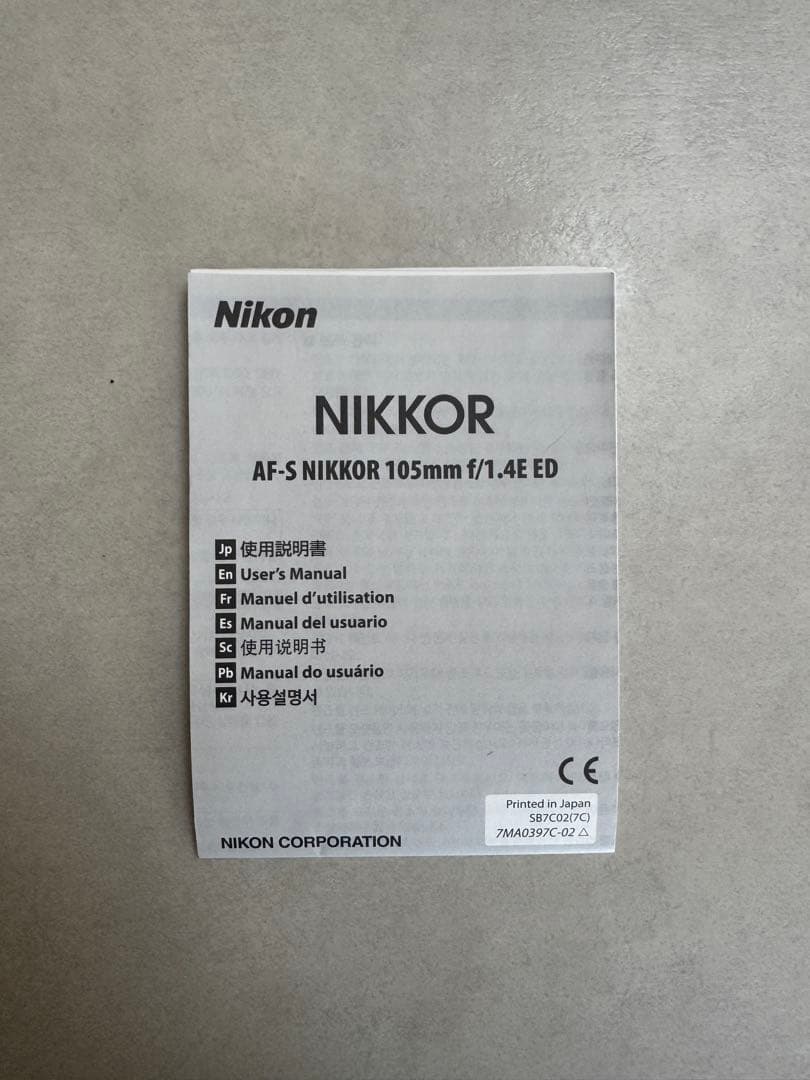 Nikon
NIKKOR
AF-S NIKKOR 105mm f/1.4E ED
Jp 使用説明書
En User's Manual
Fr Manuel d'utilisation
Es Manual del usuario
Sc 使用说明书
Pb Manual do usuário
Kr 사용설명서
CE
Printed in Japan
SB7C02(7C)
7MA0397C-02 △
NIKON CORPORATION